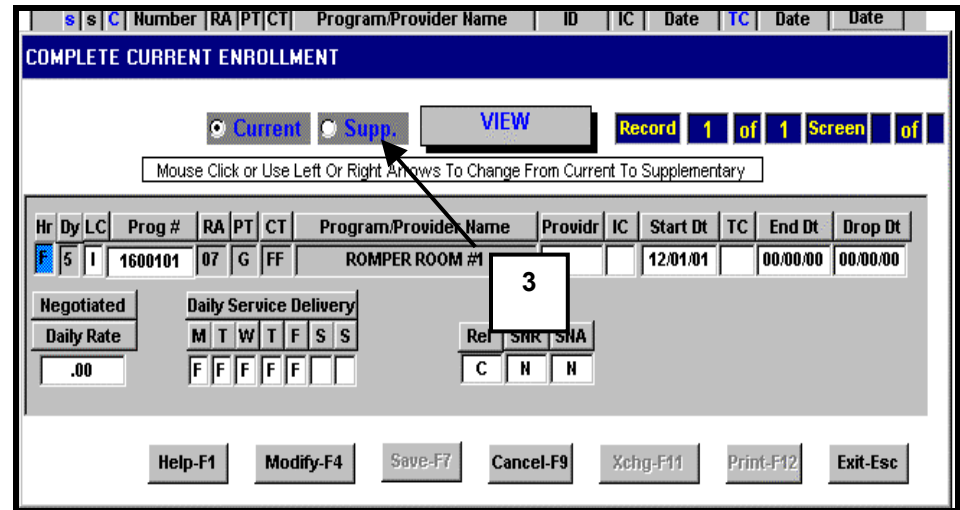 s s C Number RA PT CT Program/Provider Name ID IC Date TC Date Date
COMPLETE CURRENT ENROLLMENT
Current Supp. VIEW Record 1 of 1 Screen of
Mouse Click or Use Left Or Right Arrows To Change From Current To Supplementary
Hr Dy LC Prog # RA PT CT Program/Provider Name Providr IC Start Dt TC End Dt Drop Dt
F 5 I 1600101 07 G FF ROMPER ROOM #1 12/01/01 00/00/00 00/00/00
3
Negotiated Daily Service Delivery
Daily Rate M T W T F S S Rel SNR SNA
.00 F F F F F C N N
Help-F1 Modify-F4 Save-F7 Cancel-F9 Xchg-F11 Print-F12 Exit-Esc